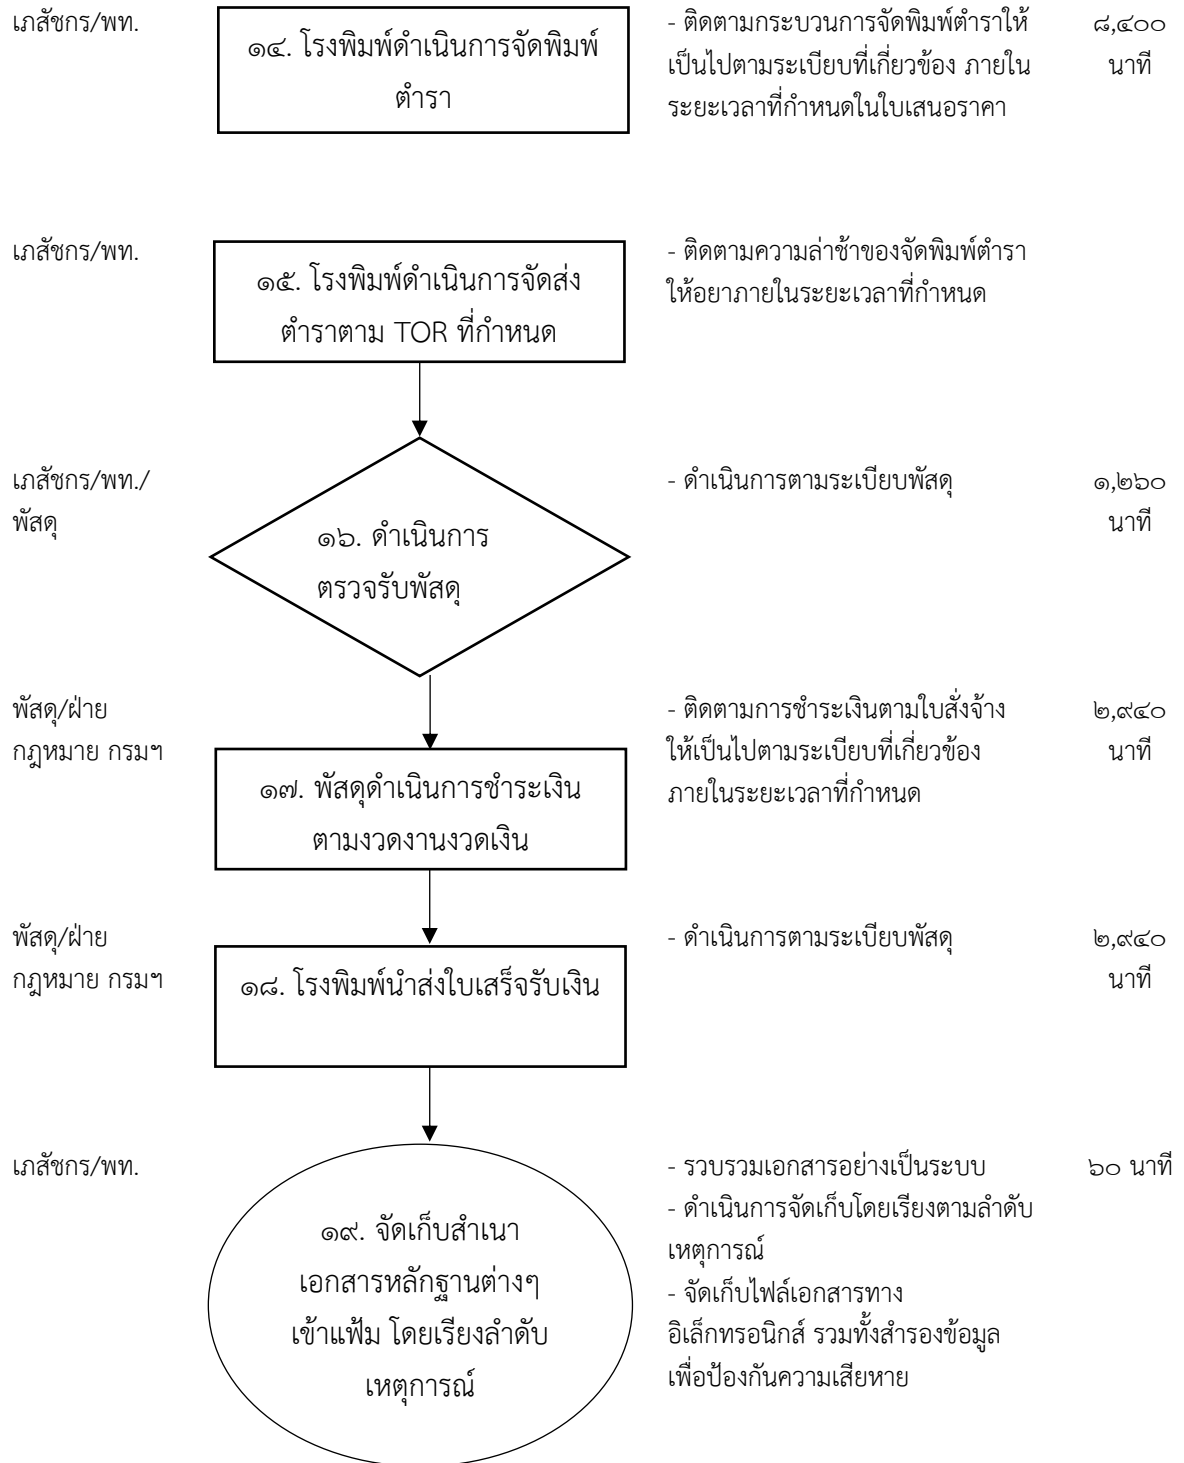 เภสัชกร/พท.
๑๔. โรงพิมพ์ดำเนินการจัดพิมพ์
ตำรา
- ติดตามกระบวนการจัดพิมพ์ตำราให้
เป็นไปตามระเบียบที่เกี่ยวข้อง ภายใน
ระยะเวลาที่กำหนดในใบเสนอราคา
๘,๔๐๐
นาที
เภสัชกร/พท.
๑๕. โรงพิมพ์ดำเนินการจัดส่ง
ตำราตาม TOR ที่กำหนด
- ติดตามความล่าช้าของจัดพิมพ์ตำรา
ให้อยาภายในระยะเวลาที่กำหนด
เภสัชกร/พท./
พัสดุ
๑๖. ดำเนินการ
ตรวจรับพัสดุ
- ดำเนินการตามระเบียบพัสดุ
๑,๒๖๐
นาที
พัสดุ/ฝ่าย
กฎหมาย กรมฯ
๑๗. พัสดุดำเนินการชำระเงิน
ตามงวดงานงวดเงิน
- ติดตามการชำระเงินตามใบสั่งจ้าง
ให้เป็นไปตามระเบียบที่เกี่ยวข้อง
ภายในระยะเวลาที่กำหนด
๒,๙๔๐
นาที
พัสดุ/ฝ่าย
กฎหมาย กรมฯ
๑๘. โรงพิมพ์นำส่งใบเสร็จรับเงิน
- ดำเนินการตามระเบียบพัสดุ
๒,๙๔๐
นาที
เภสัชกร/พท.
๑๙. จัดเก็บสำเนา
เอกสารหลักฐานต่างๆ
เข้าแฟ้ม โดยเรียงลำดับ
เหตุการณ์
- รวบรวมเอกสารอย่างเป็นระบบ
- ดำเนินการจัดเก็บโดยเรียงตามลำดับ
เหตุการณ์
- จัดเก็บไฟล์เอกสารทาง
อิเล็กทรอนิกส์ รวมทั้งสำรองข้อมูล
เพื่อป้องกันความเสียหาย
๖๐ นาที